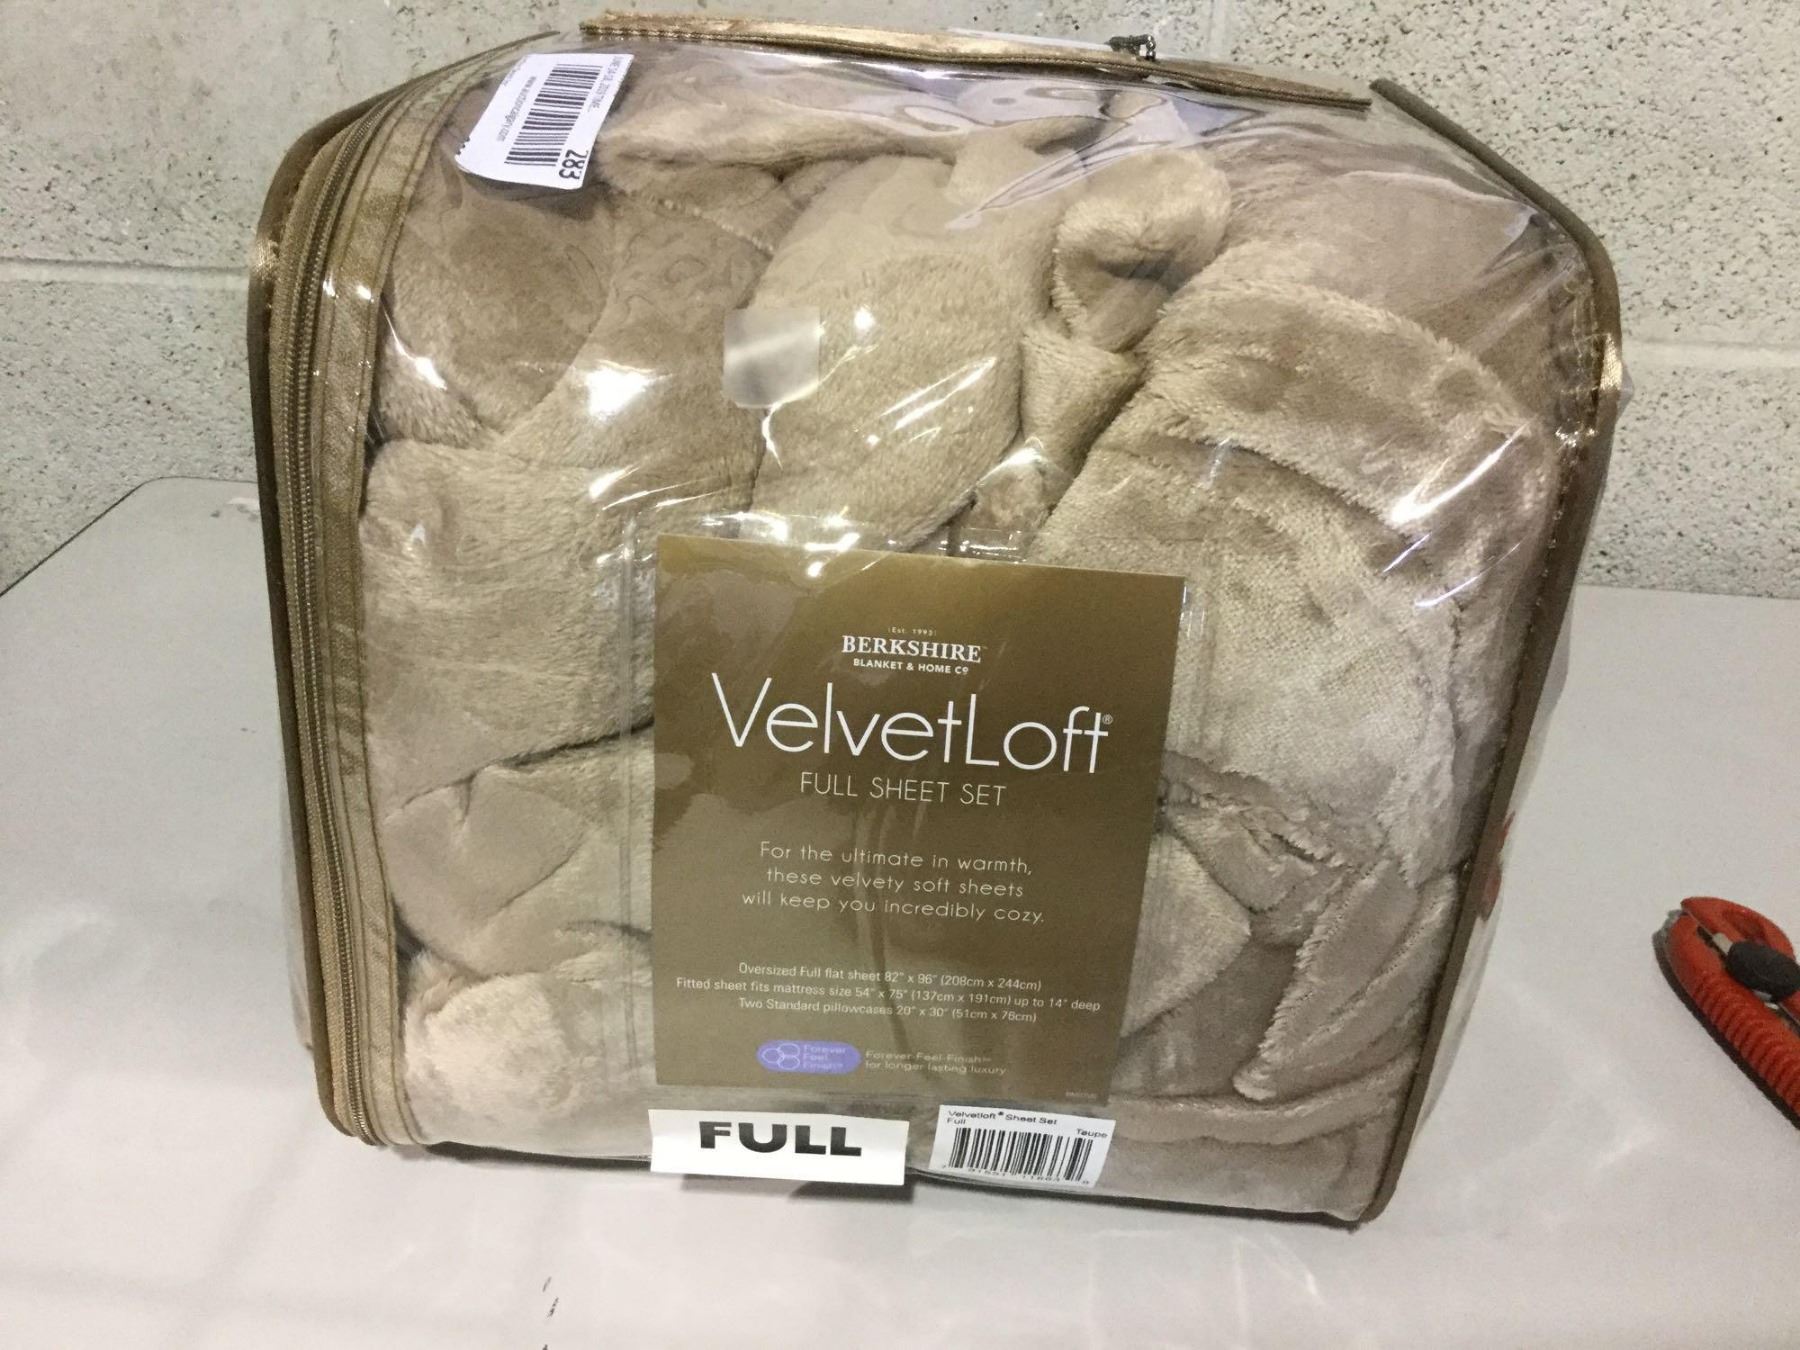 283
(Est. 1993)
BERKSHIRE
BLANKET & HOME Cº
VelvetLoft®
FULL SHEET SET
For the ultimate in warmth,
these velvety soft sheets
will keep you incredibly cozy.
Oversized Full flat sheet 82" x 96" (208cm x 244cm)
Fitted sheet fits mattress size 54" x 75" (137cm x 191cm) up to 14" deep
Two Standard pillowcases 20" x 30" (51cm x 76cm)
Forever
Feel
Finish™
Forever Feel Finish™
for longer lasting luxury
FULL
Velvetloft® Sheet Set
Full Taupe